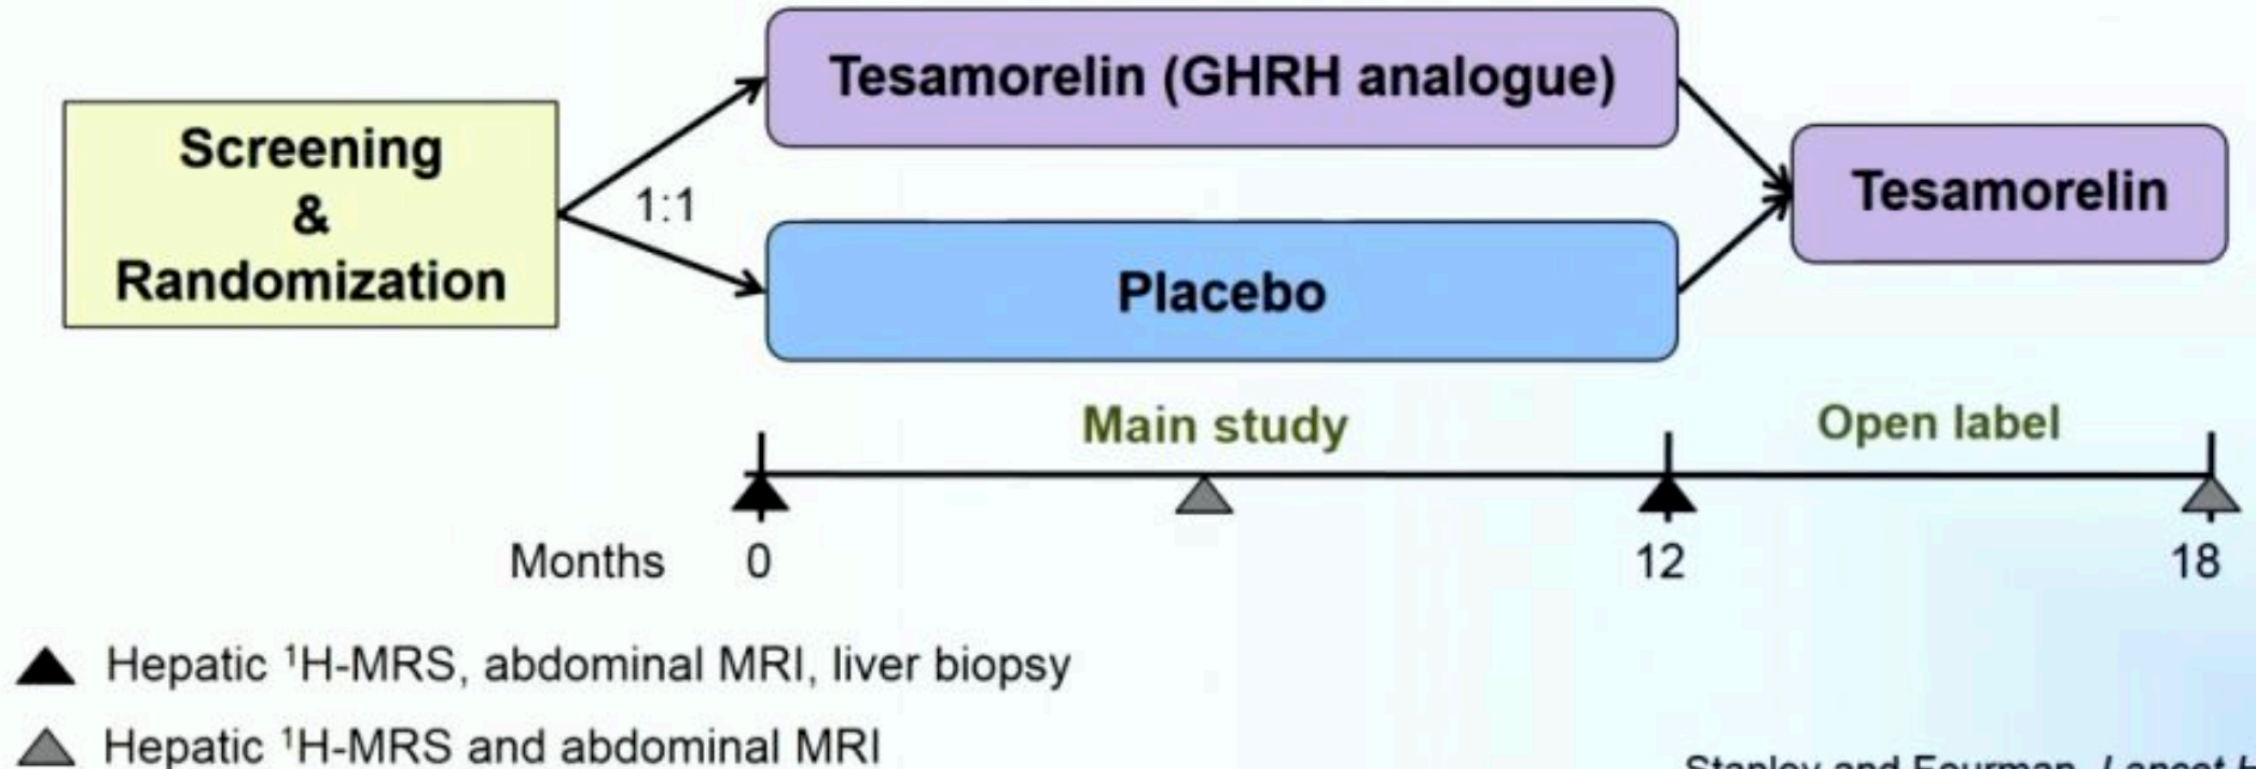 Screening
&
Randomization
1:1
Tesamorelin (GHRH analogue)
Placebo
Tesamorelin
Main study
Open label
Months 0 12 18
Hepatic ¹H-MRS, abdominal MRI, liver biopsy
Hepatic ¹H-MRS and abdominal MRI
Stanley and Fourman, Lancet H